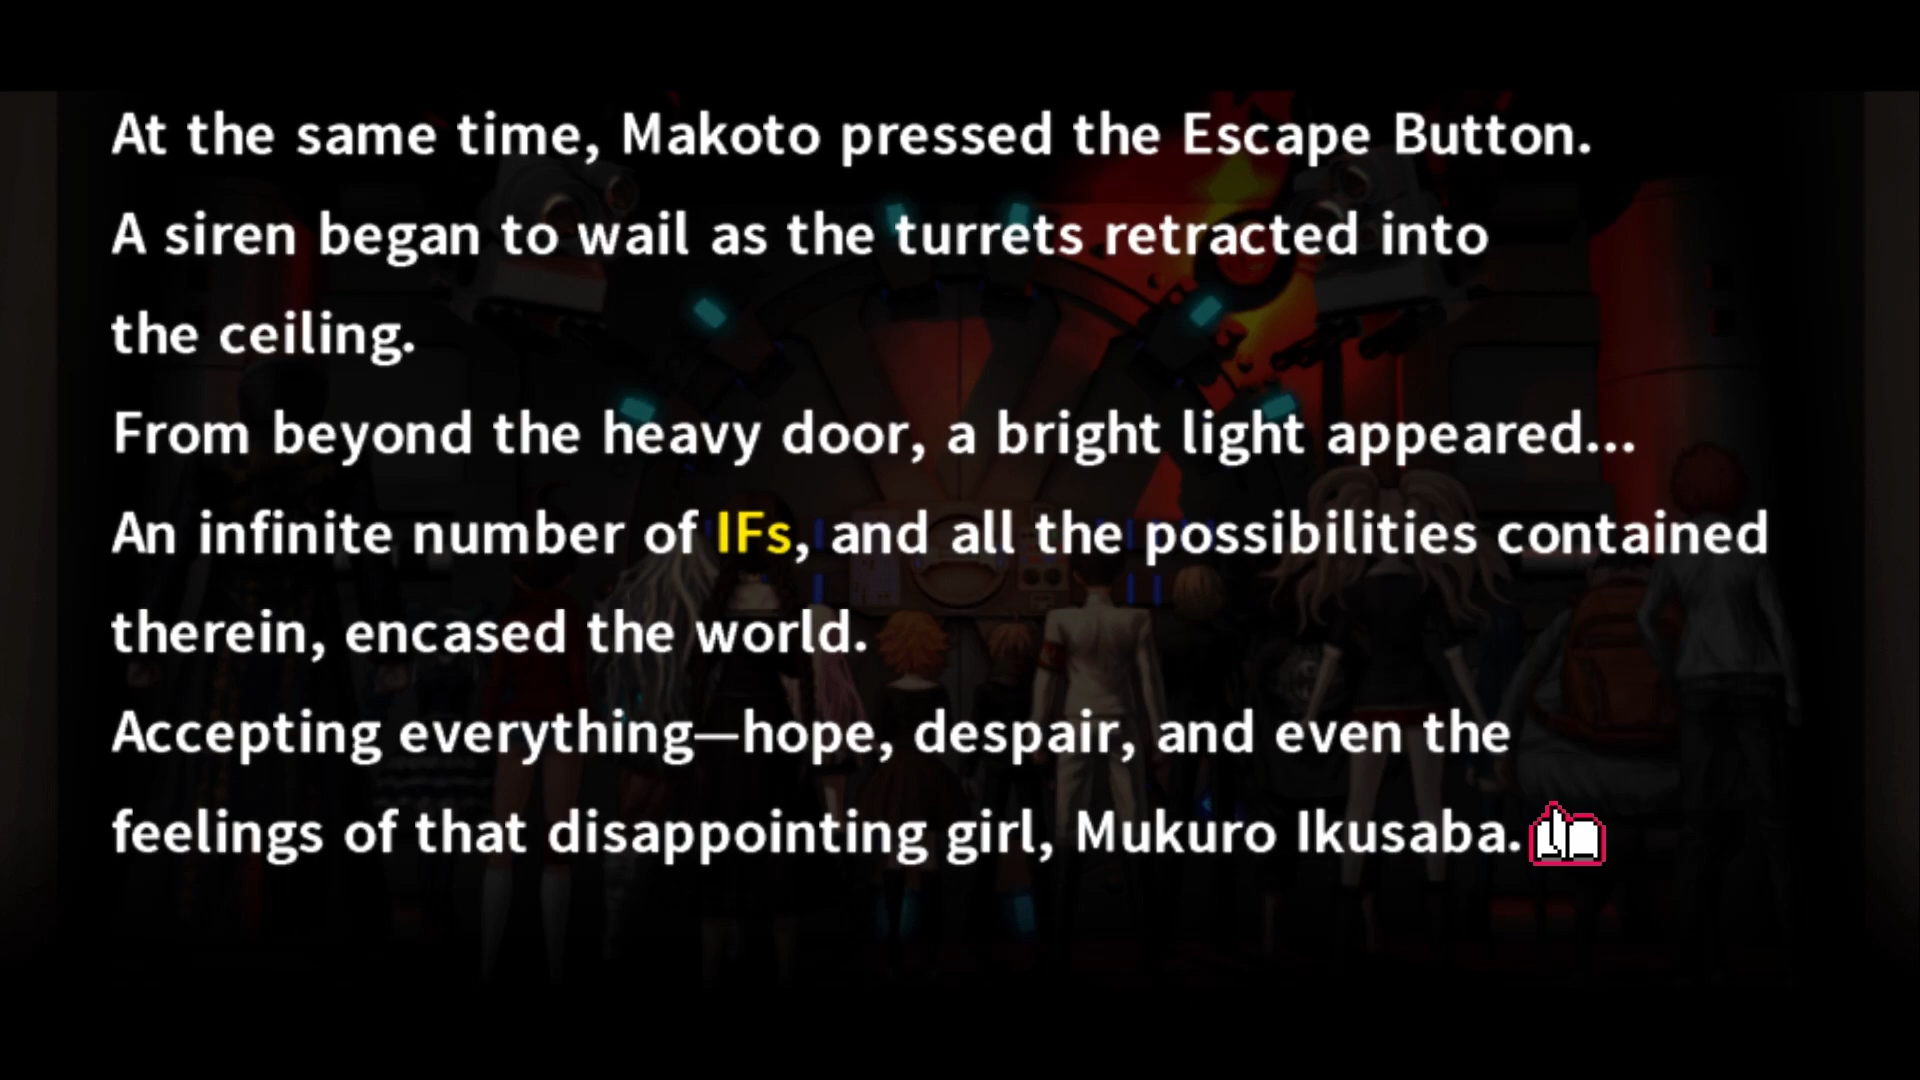 At the same time, Makoto pressed the Escape Button.
A siren began to wail as the turrets retracted into
the ceiling.
From beyond the heavy door, a bright light appeared...
An infinite number of IFs, and all the possibilities contained
therein, encased the world.
Accepting everything—hope, despair, and even the
feelings of that disappointing girl, Mukuro Ikusaba.